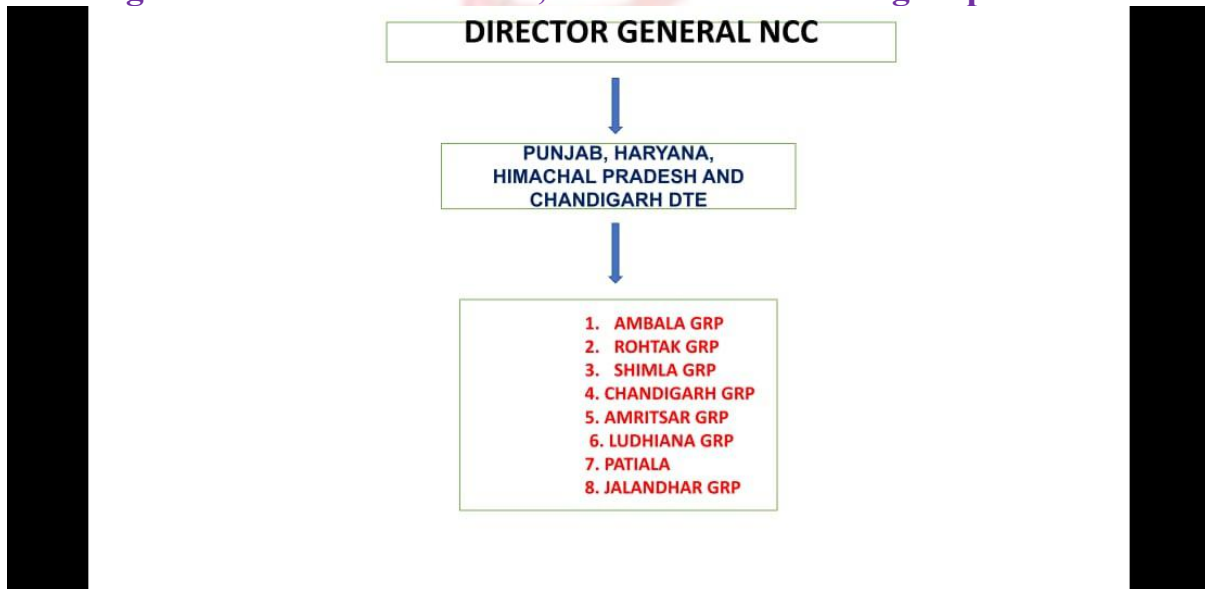 DIRECTOR GENERAL NCC
PUNJAB, HARYANA,
HIMACHAL PRADESH AND
CHANDIGARH DTE
1. AMBALA GRP
2. ROHTAK GRP
3. SHIMLA GRP
4. CHANDIGARH GRP
5. AMRITSAR GRP
6. LUDHIANA GRP
7. PATIALA
8. JALANDHAR GRP